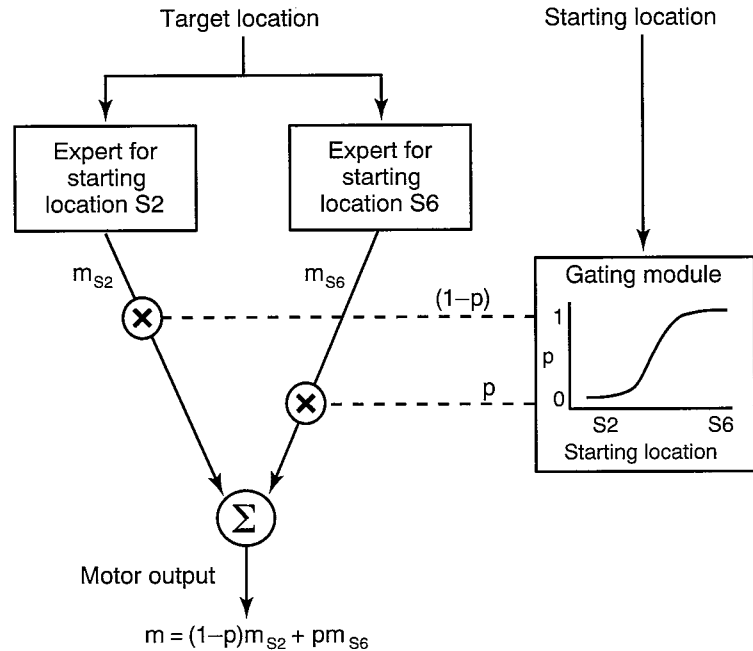 Target location
Starting location
Expert for
starting
location S2
Expert for
starting
location S6
m_S2
m_S6
(1–p)
p
Gating module
1
p
0
S2
S6
Starting location
Σ
Motor output
m = (1–p)m_S2 + pm_S6